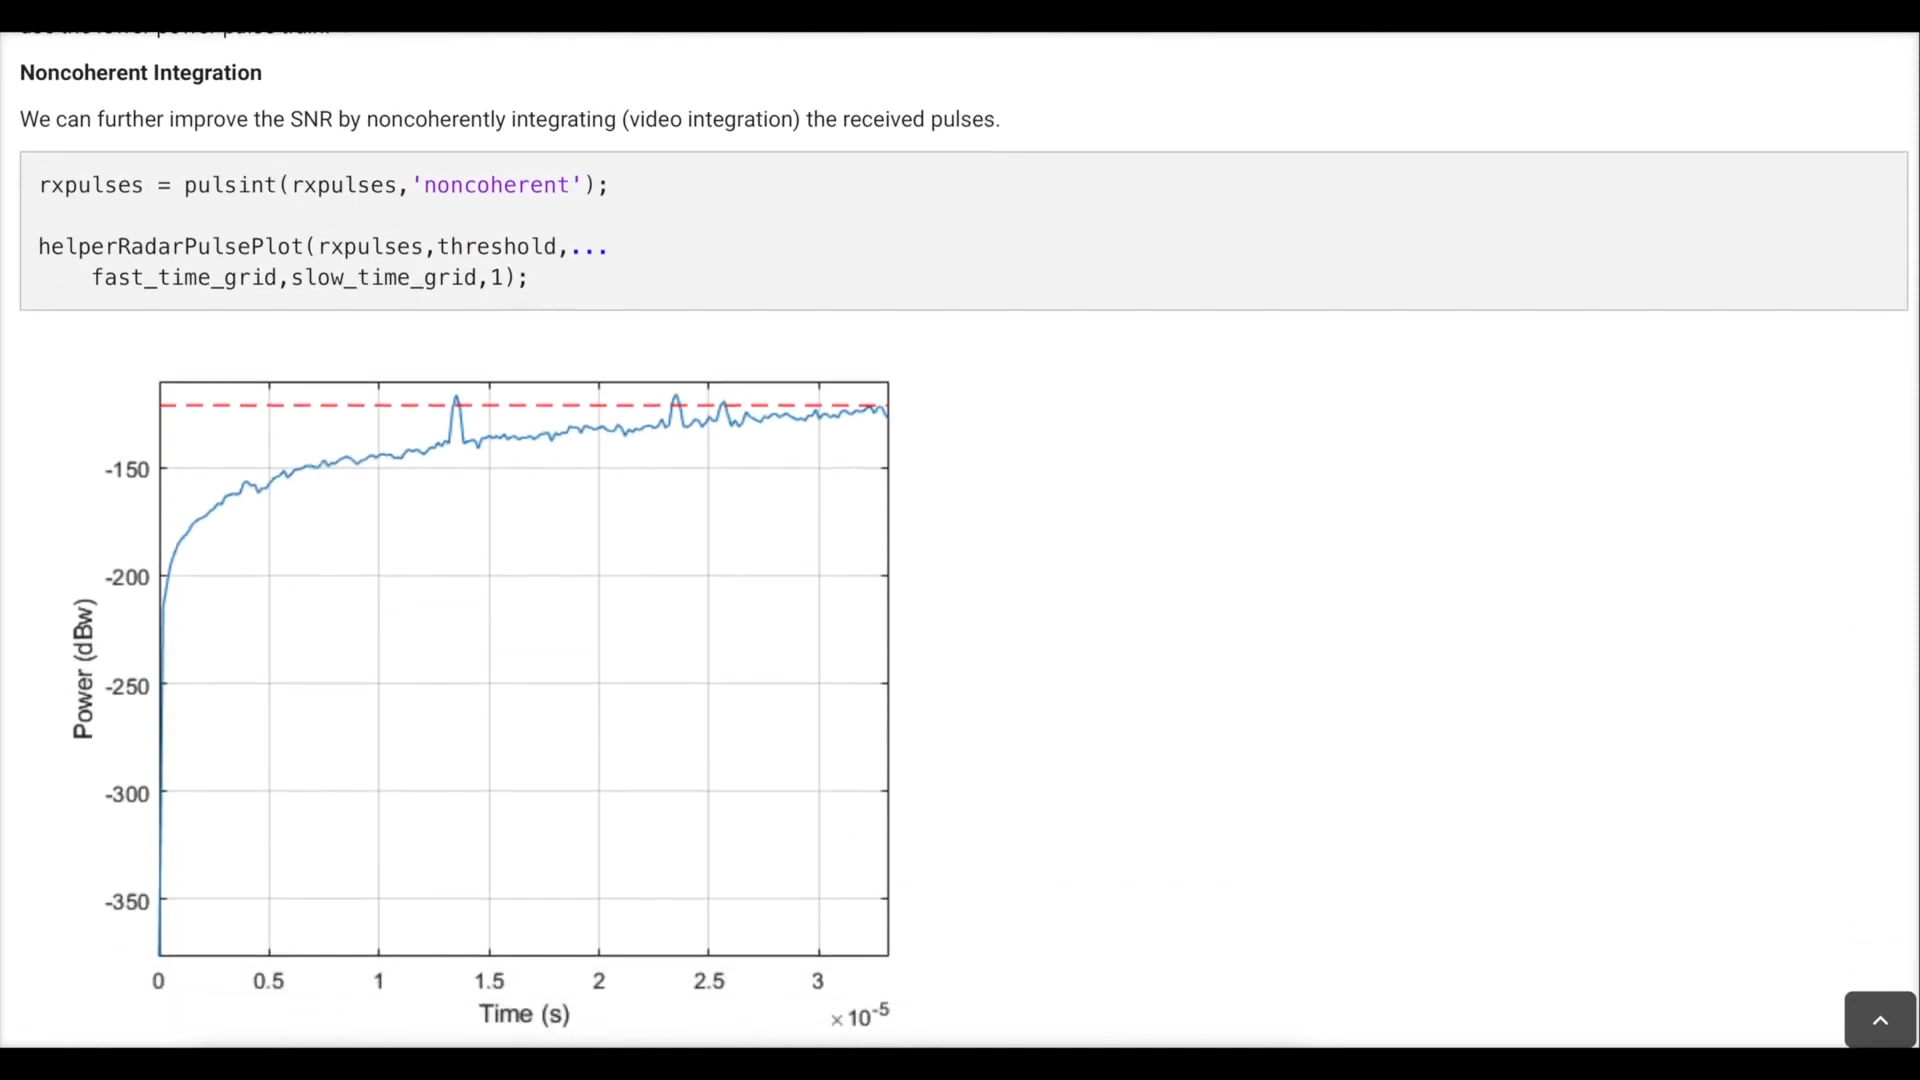 Noncoherent Integration
We can further improve the SNR by noncoherently integrating (video integration) the received pulses.
rxpulses = pulsint(rxpulses,'noncoherent');
helperRadarPulsePlot(rxpulses,threshold,...
fast_time_grid,slow_time_grid,1);
-150
-200
-250
-300
-350
Power (dBw)
0 0.5 1 1.5 2 2.5 3
Time (s)
×10-5